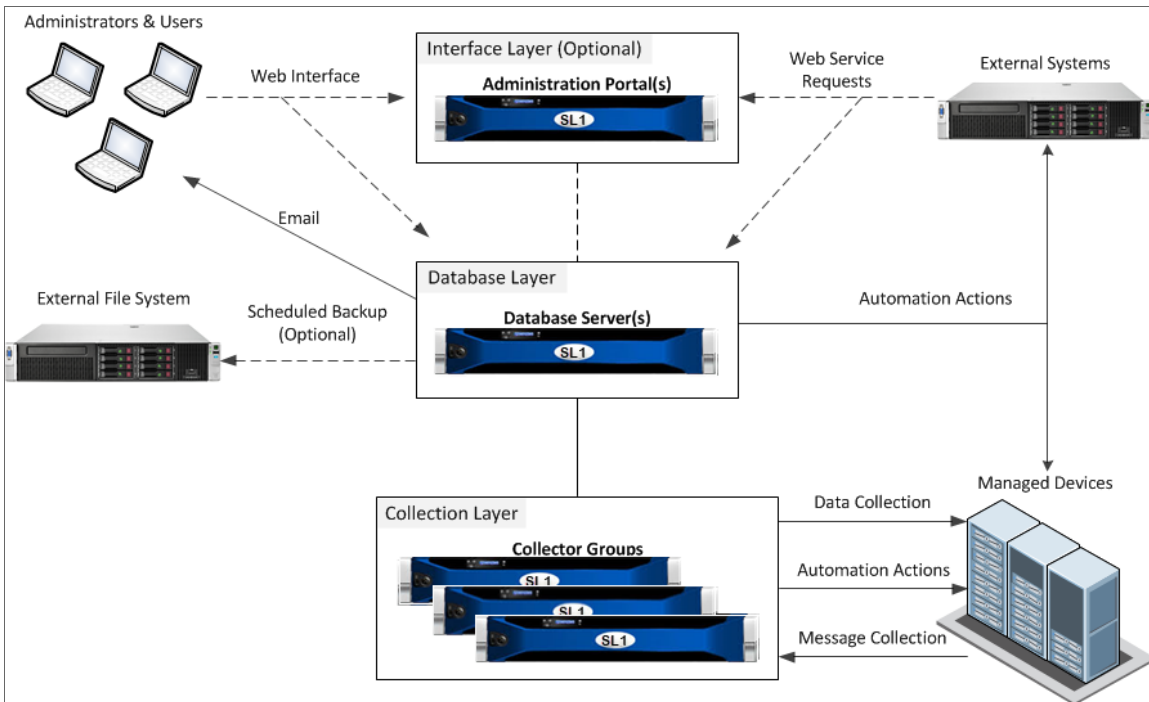 Administrators & Users
Interface Layer (Optional)
Administration Portal(s)
SL1
Web Interface
Web Service
Requests
External Systems
Email
Database Layer
Database Server(s)
SL1
External File System
Scheduled Backup
(Optional)
Automation Actions
Managed Devices
Collection Layer
Collector Groups
SL1
SL1
SL1
Data Collection
Automation Actions
Message Collection